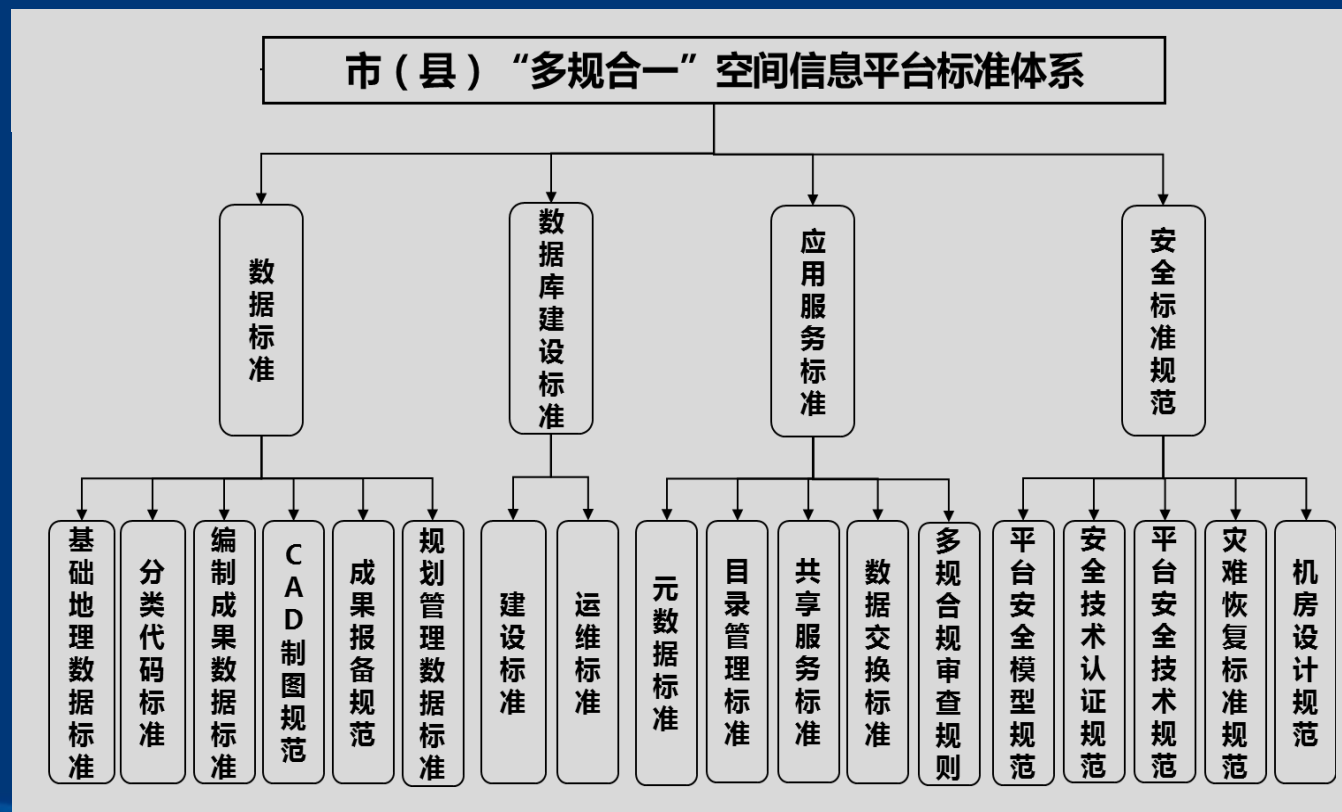 市（县）“多规合一”空间信息平台标准体系
数据标准
数据库建设标准
应用服务标准
安全标准规范
基础地理数据标准
分类代码标准
编制成果数据标准
CAD制图规范
成果报备规范
规划管理数据标准
建设标准
运维标准
元数据标准
目录管理标准
共享服务标准
数据交换标准
多规合规审查规则
平台安全模型规范
安全技术认证规范
平台安全技术规范
灾难恢复标准规范
机房设计规范